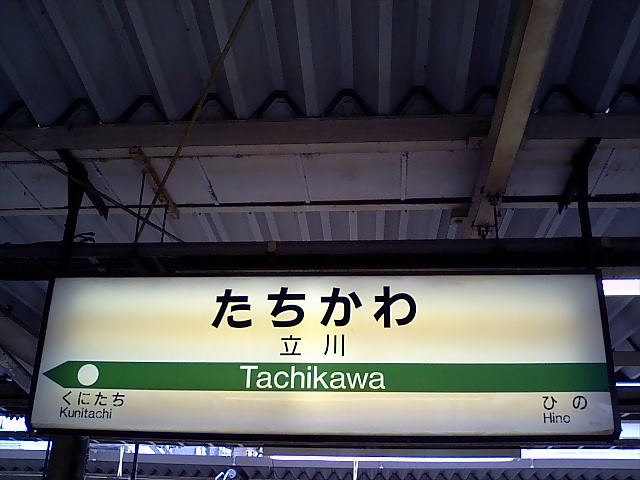 たちかわ
立川
Tachikawa
くにたち
Kunitachi
ひの
Hino